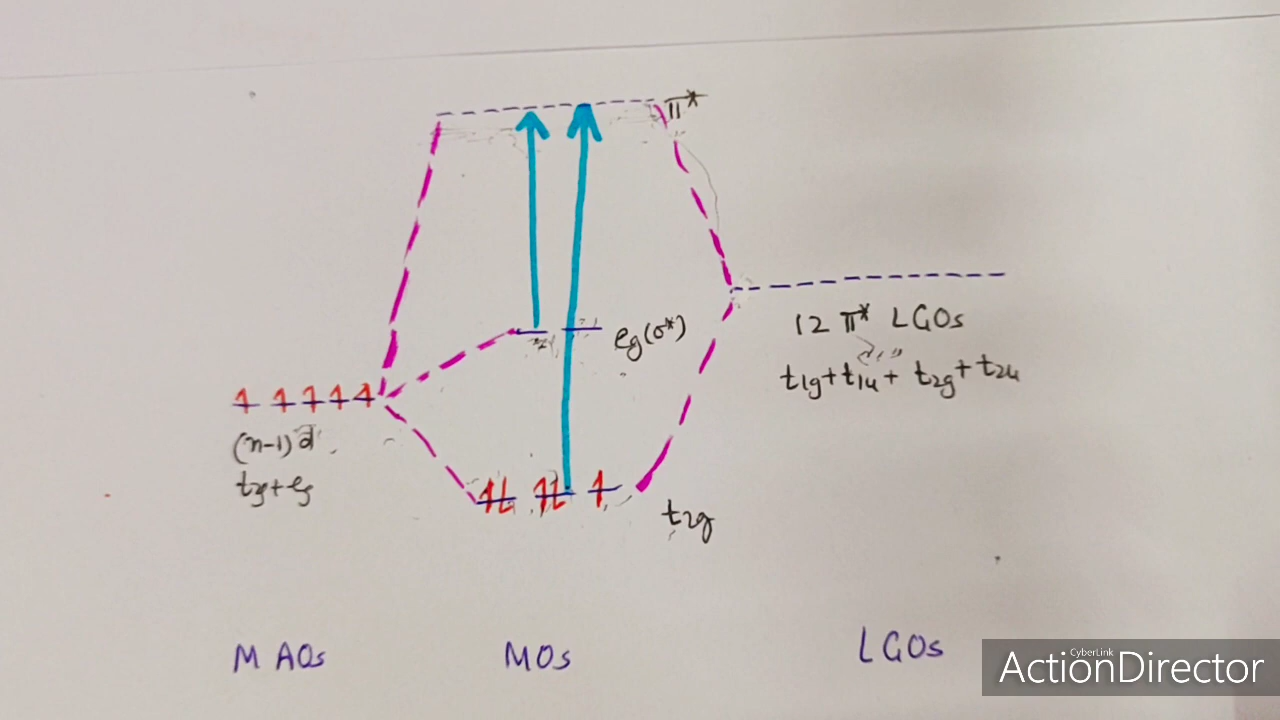 π*
eg(σ*)
12 π* LGOs
t1g+t1u+ t2g+t2u
(n-1)d
t2g+eg
t2g
M AOs
MOs
LGOs
CyberLink
ActionDirector